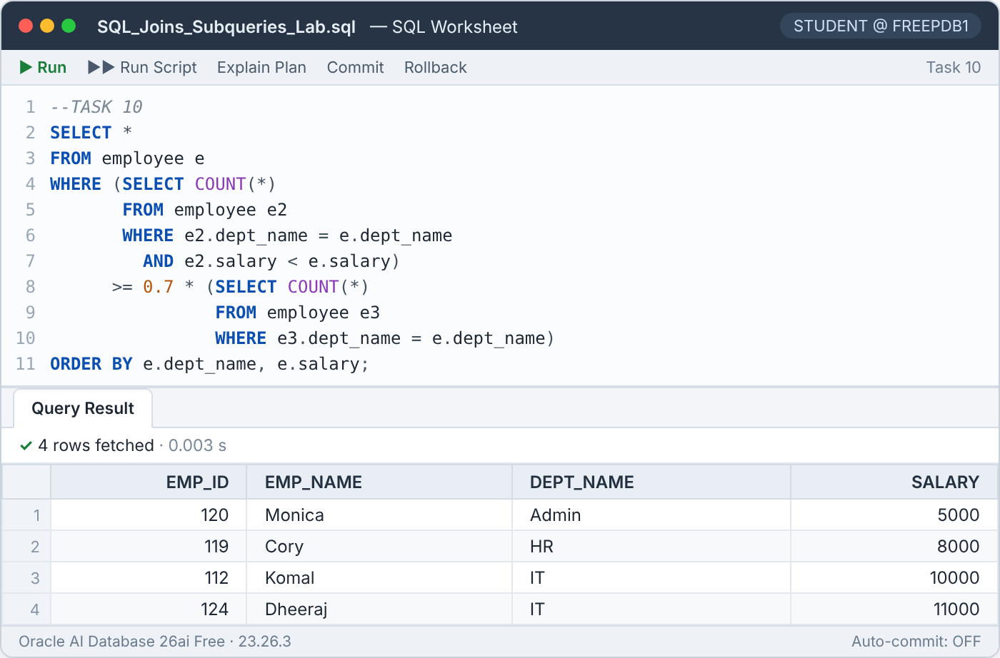 SQL_Joins_Subqueries_Lab.sql — SQL Worksheet STUDENT @ FREEPDB1
Run Run Script Explain Plan Commit Rollback Task 10
1 --TASK 10
2 SELECT *
3 FROM employee e
4 WHERE (SELECT COUNT(*)
5 FROM employee e2
6 WHERE e2.dept_name = e.dept_name
7 AND e2.salary < e.salary)
8 >= 0.7 * (SELECT COUNT(*)
9 FROM employee e3
10 WHERE e3.dept_name = e.dept_name)
11 ORDER BY e.dept_name, e.salary;
Query Result
✓ 4 rows fetched · 0.003 s
EMP_ID EMP_NAME DEPT_NAME SALARY
1 120 Monica Admin 5000
2 119 Cory HR 8000
3 112 Komal IT 10000
4 124 Dheeraj IT 11000
Oracle AI Database 26ai Free · 23.26.3 Auto-commit: OFF